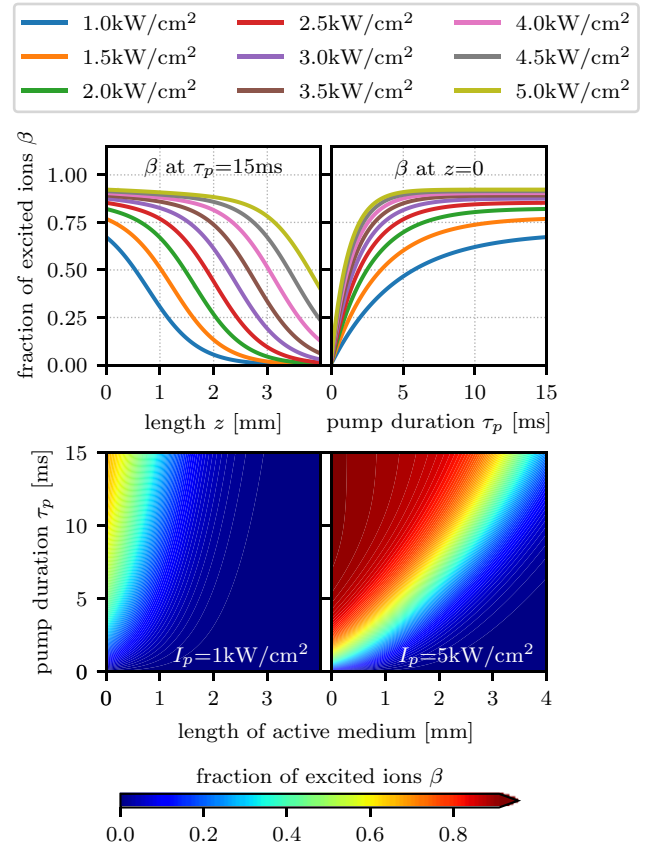 1.0kW/cm² 2.5kW/cm² 4.0kW/cm²
1.5kW/cm² 3.0kW/cm² 4.5kW/cm²
2.0kW/cm² 3.5kW/cm² 5.0kW/cm²
fraction of excited ions β
1.00
0.75
0.50
0.25
0.00
β at τₚ=15ms
β at z=0
0 1 2 3
0 5 10 15
length z [mm]
pump duration τₚ [ms]
pump duration τₚ [ms]
15
10
5
0
Iₚ=1kW/cm²
Iₚ=5kW/cm²
0 1 2 3
0 1 2 3 4
length of active medium [mm]
fraction of excited ions β
0.0 0.2 0.4 0.6 0.8